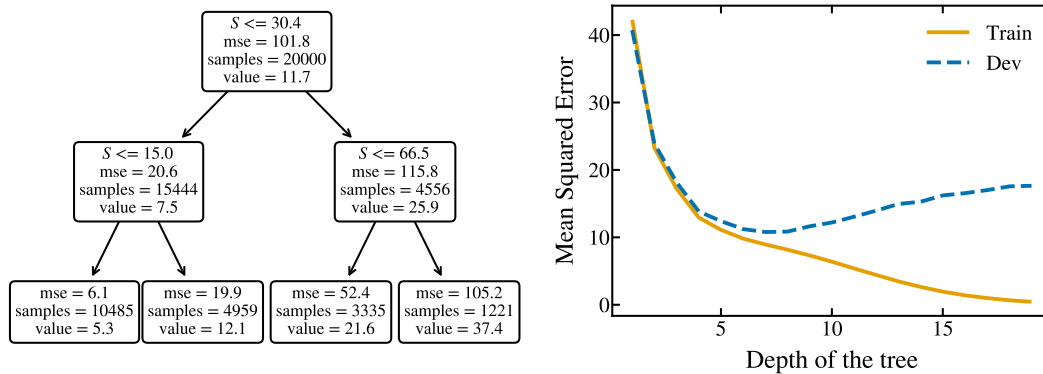 S <= 30.4
mse = 101.8
samples = 20000
value = 11.7
S <= 15.0
mse = 20.6
samples = 15444
value = 7.5
S <= 66.5
mse = 115.8
samples = 4556
value = 25.9
mse = 6.1
samples = 10485
value = 5.3
mse = 19.9
samples = 4959
value = 12.1
mse = 52.4
samples = 3335
value = 21.6
mse = 105.2
samples = 1221
value = 37.4
Mean Squared Error
40
30
20
10
0
Train
Dev
5
10
15
Depth of the tree